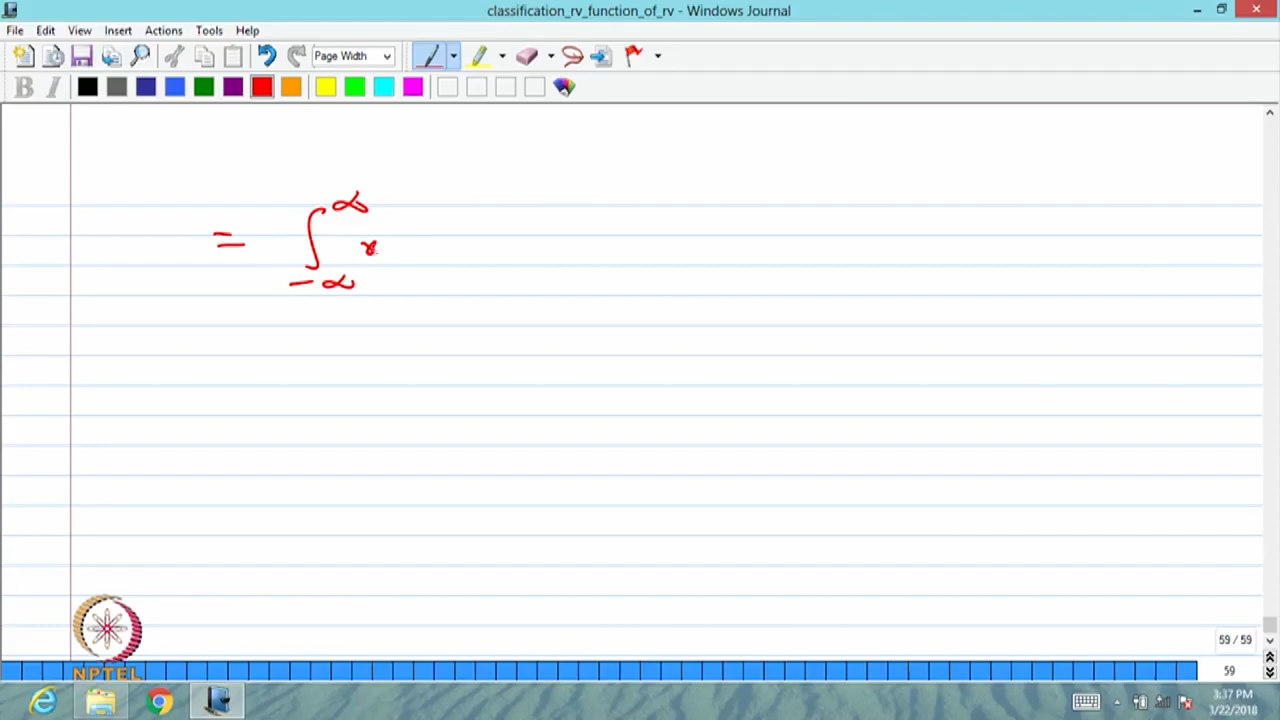 classification_rv_function_of_rv - Windows Journal
File Edit View Insert Actions Tools Help
Page Width
B I
∞
= ∫ x
-∞
59 / 59
NPTEL
59
3:37 PM
3/22/2018